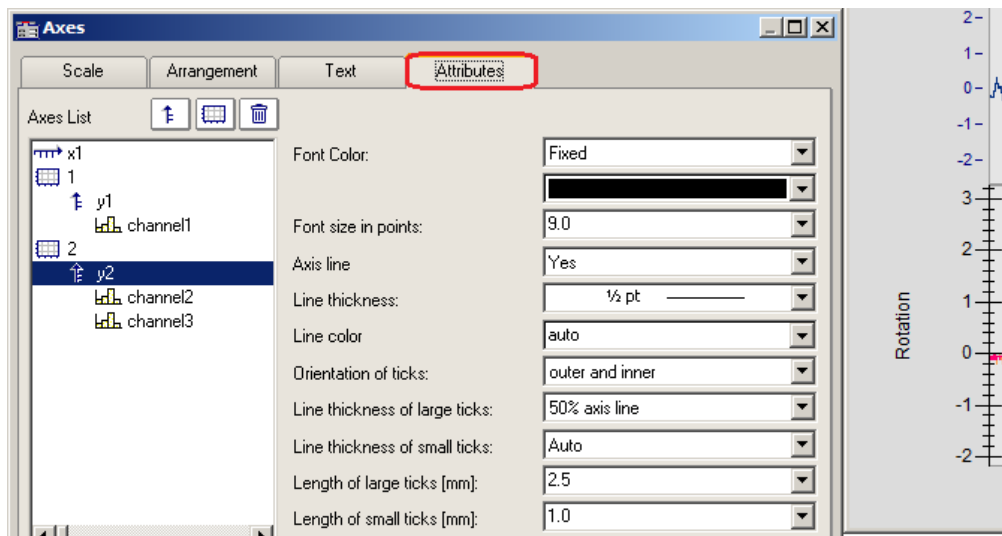 Axes
Scale Arrangement Text Attributes
Axes List
x1
1
y1
channel1
2
y2
channel2
channel3
Font Color: Fixed
Font size in points: 9.0
Axis line Yes
Line thickness: ½ pt
Line color auto
Orientation of ticks: outer and inner
Line thickness of large ticks: 50% axis line
Line thickness of small ticks: Auto
Length of large ticks [mm]: 2.5
Length of small ticks [mm]: 1.0
2
1
0
-1
-2
3
2
1
0
-1
-2
Rotation